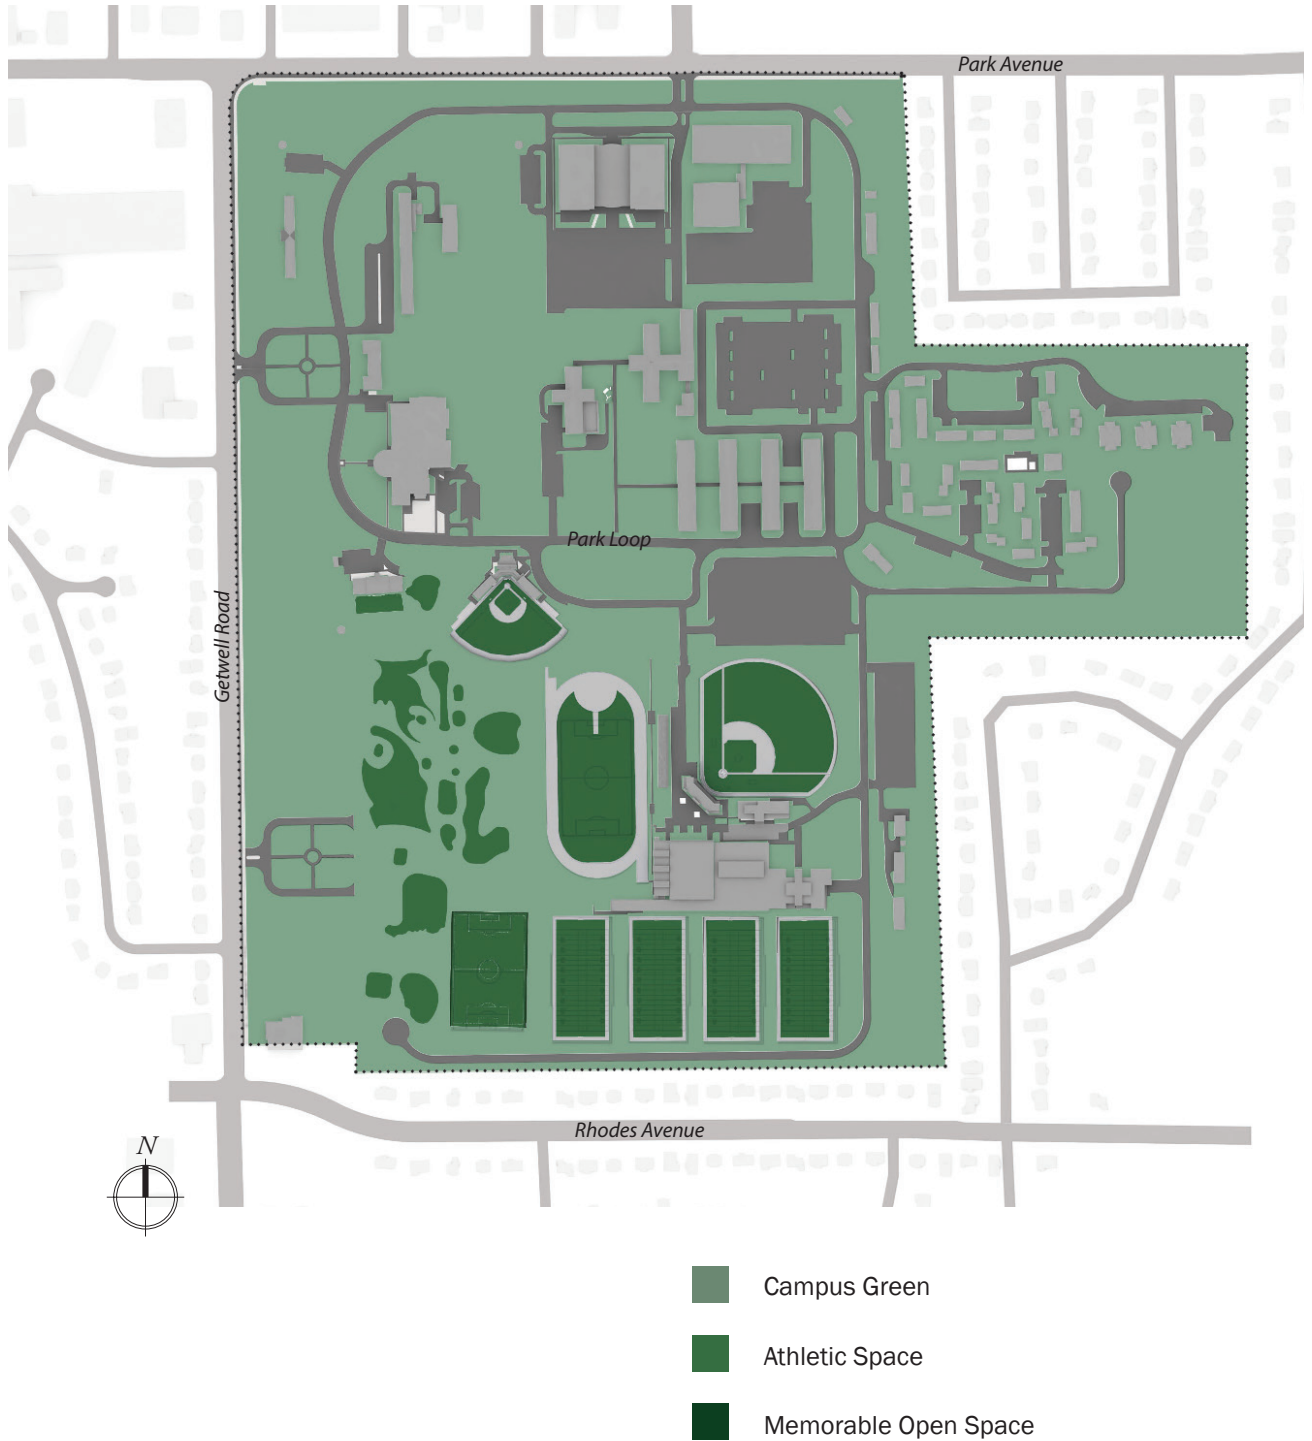 Park Avenue
Park Loop
Getwell Road
Rhodes Avenue
N
Campus Green
Athletic Space
Memorable Open Space